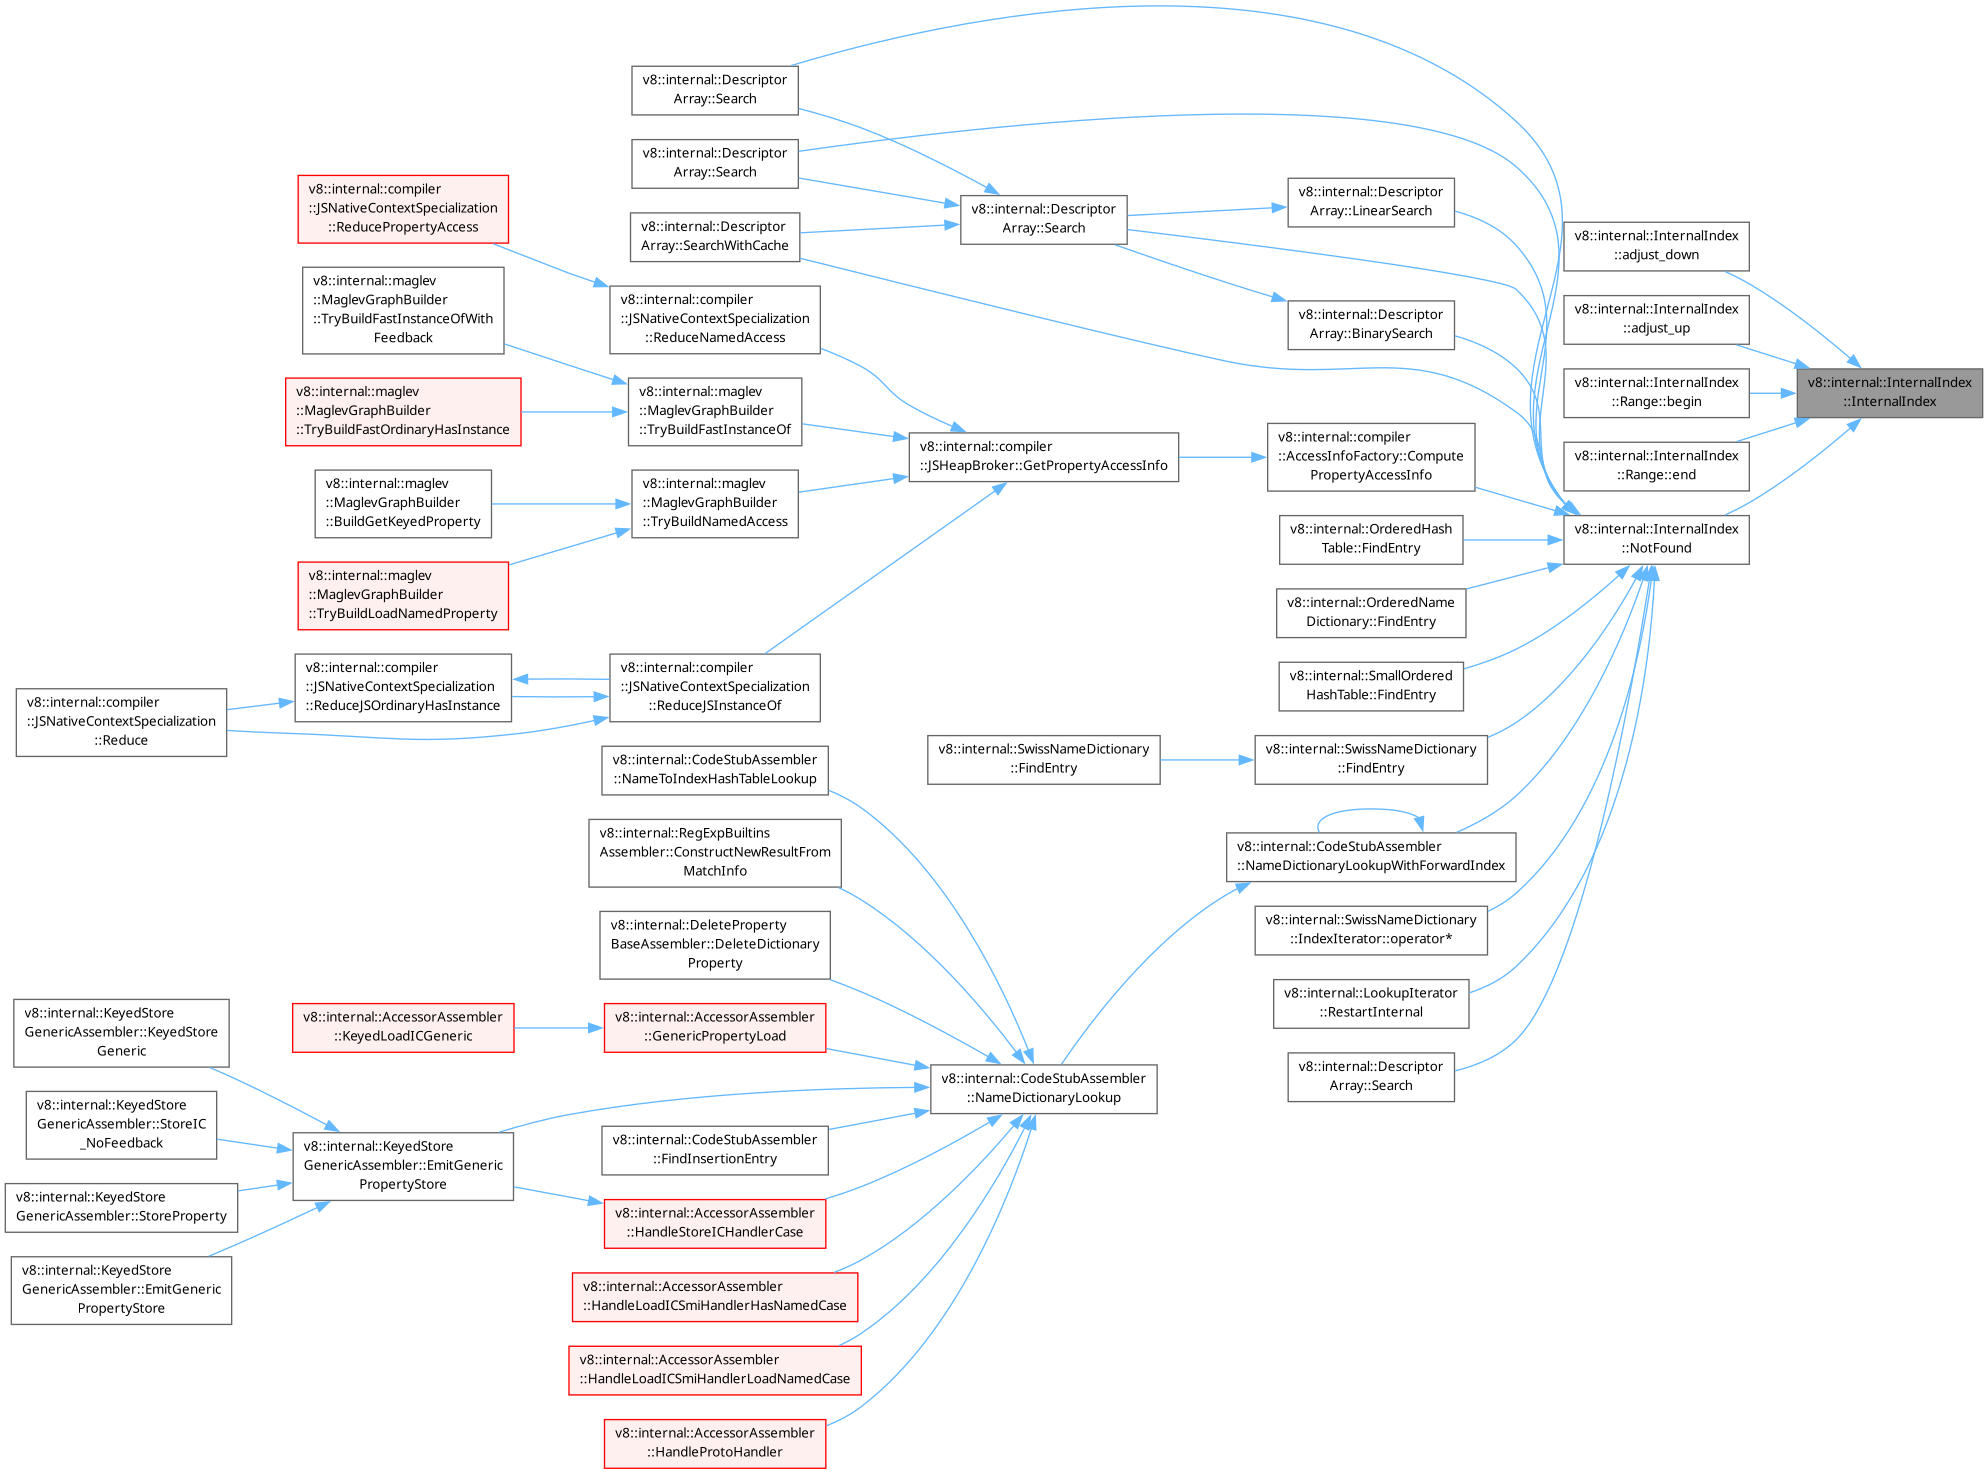 v8::internal::Descriptor
Array::Search
v8::internal::Descriptor
Array::Search
v8::internal::Descriptor
Array::SearchWithCache
v8::internal::compiler
::JSNativeContextSpecialization
::ReducePropertyAccess
v8::internal::maglev
::MaglevGraphBuilder
::TryBuildFastInstanceOfWith
Feedback
v8::internal::maglev
::MaglevGraphBuilder
::TryBuildFastOrdinaryHasInstance
v8::internal::maglev
::MaglevGraphBuilder
::BuildGetKeyedProperty
v8::internal::maglev
::MaglevGraphBuilder
::TryBuildLoadNamedProperty
v8::internal::compiler
::JSNativeContextSpecialization
::ReduceNamedAccess
v8::internal::maglev
::MaglevGraphBuilder
::TryBuildFastInstanceOf
v8::internal::maglev
::MaglevGraphBuilder
::TryBuildNamedAccess
v8::internal::Descriptor
Array::Search
v8::internal::Descriptor
Array::LinearSearch
v8::internal::Descriptor
Array::BinarySearch
v8::internal::InternalIndex
::adjust_down
v8::internal::InternalIndex
::adjust_up
v8::internal::InternalIndex
::Range::begin
v8::internal::InternalIndex
::Range::end
v8::internal::InternalIndex
::InternalIndex
v8::internal::InternalIndex
::NotFound
v8::internal::compiler
::JSHeapBroker::GetPropertyAccessInfo
v8::internal::compiler
::AccessInfoFactory::Compute
PropertyAccessInfo
v8::internal::OrderedHash
Table::FindEntry
v8::internal::OrderedName
Dictionary::FindEntry
v8::internal::SmallOrdered
HashTable::FindEntry
v8::internal::compiler
::JSNativeContextSpecialization
::Reduce
v8::internal::compiler
::JSNativeContextSpecialization
::ReduceJSOrdinaryHasInstance
v8::internal::compiler
::JSNativeContextSpecialization
::ReduceJSInstanceOf
v8::internal::SwissNameDictionary
::FindEntry
v8::internal::SwissNameDictionary
::FindEntry
v8::internal::CodeStubAssembler
::NameDictionaryLookupWithForwardIndex
v8::internal::SwissNameDictionary
::IndexIterator::operator*
v8::internal::LookupIterator
::RestartInternal
v8::internal::Descriptor
Array::Search
v8::internal::CodeStubAssembler
::NameToIndexHashTableLookup
v8::internal::RegExpBuiltins
Assembler::ConstructNewResultFrom
MatchInfo
v8::internal::DeleteProperty
BaseAssembler::DeleteDictionary
Property
v8::internal::AccessorAssembler
::KeyedLoadICGeneric
v8::internal::AccessorAssembler
::GenericPropertyLoad
v8::internal::CodeStubAssembler
::NameDictionaryLookup
v8::internal::KeyedStore
GenericAssembler::KeyedStore
Generic
v8::internal::KeyedStore
GenericAssembler::StoreIC
_NoFeedback
v8::internal::KeyedStore
GenericAssembler::StoreProperty
v8::internal::KeyedStore
GenericAssembler::EmitGeneric
PropertyStore
v8::internal::KeyedStore
GenericAssembler::EmitGeneric
PropertyStore
v8::internal::CodeStubAssembler
::FindInsertionEntry
v8::internal::AccessorAssembler
::HandleStoreICHandlerCase
v8::internal::AccessorAssembler
::HandleLoadICSmiHandlerHasNamedCase
v8::internal::AccessorAssembler
::HandleLoadICSmiHandlerLoadNamedCase
v8::internal::AccessorAssembler
::HandleProtoHandler